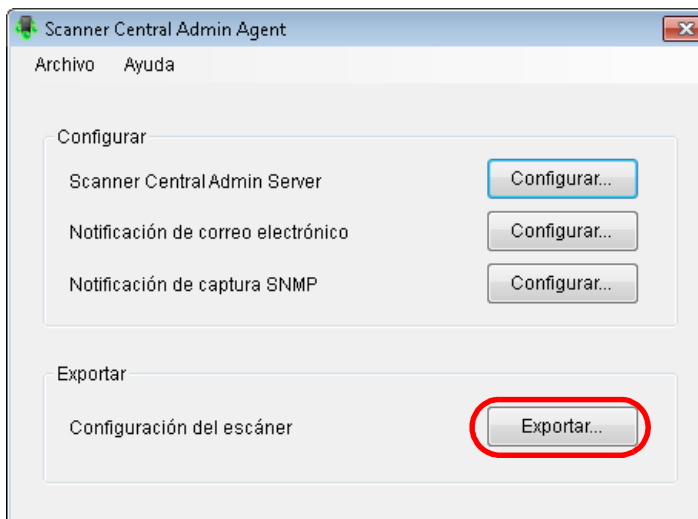 Scanner Central Admin Agent
Archivo Ayuda
Configurar
Scanner Central Admin Server Configurar...
Notificación de correo electrónico Configurar...
Notificación de captura SNMP Configurar...
Exportar
Configuración del escáner Exportar...